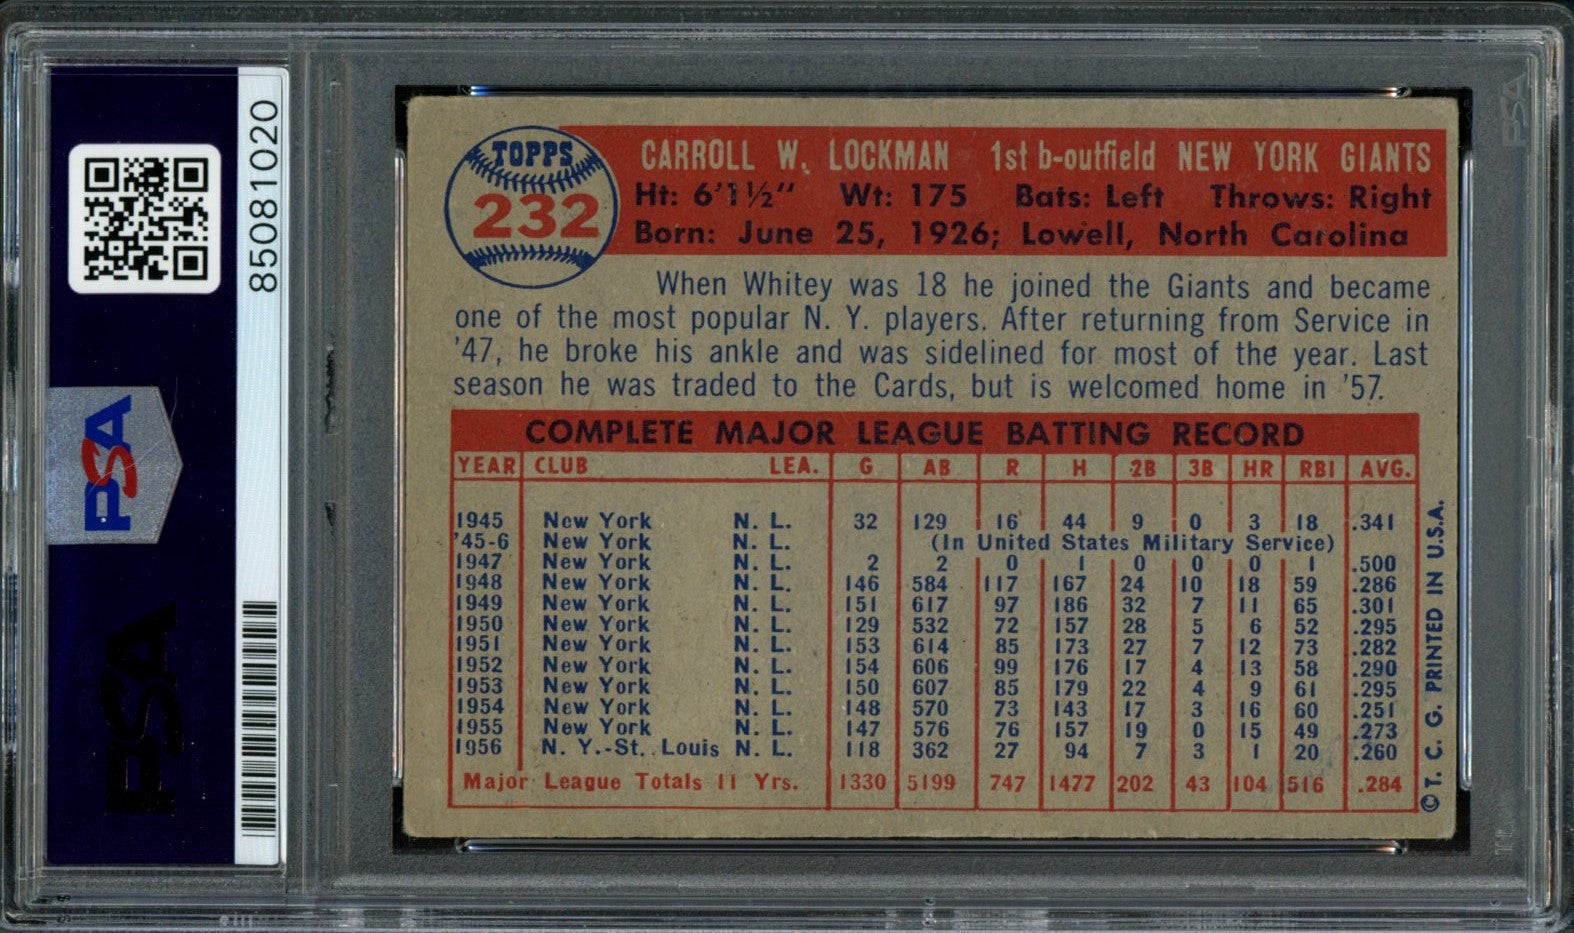 85081020
PSA
PSA
PSA
TOPPS
232
CARROLL W. LOCKMAN 1st b-outfield NEW YORK GIANTS
Ht: 6'1½" Wt: 175 Bats: Left Throws: Right
Born: June 25, 1926; Lowell, North Carolina
When Whitey was 18 he joined the Giants and became
one of the most popular N. Y. players. After returning from Service in
'47, he broke his ankle and was sidelined for most of the year. Last
season he was traded to the Cards, but is welcomed home in '57.
COMPLETE MAJOR LEAGUE BATTING RECORD
YEAR CLUB LEA. G AB R H 2B 3B HR RBI AVG.
1945 New York N. L. 32 129 16 44 9 0 3 18 .341
'45-6 New York N. L. (In United States Military Service)
1947 New York N. L. 2 2 0 1 0 0 0 1 .500
1948 New York N. L. 146 584 117 167 24 10 18 59 .286
1949 New York N. L. 151 617 97 186 32 7 11 65 .301
1950 New York N. L. 129 532 72 157 28 5 6 52 .295
1951 New York N. L. 153 614 85 173 27 7 12 73 .282
1952 New York N. L. 154 606 99 176 17 4 13 58 .290
1953 New York N. L. 150 607 85 179 22 4 9 61 .295
1954 New York N. L. 148 570 73 143 17 3 16 60 .251
1955 New York N. L. 147 576 76 157 19 0 15 49 .273
1956 N. Y.-St. Louis N. L. 118 362 27 94 7 3 1 20 .260
Major League Totals 11 Yrs. 1330 5199 747 1477 202 43 104 516 .284
© T. C. G. PRINTED IN U.S.A.